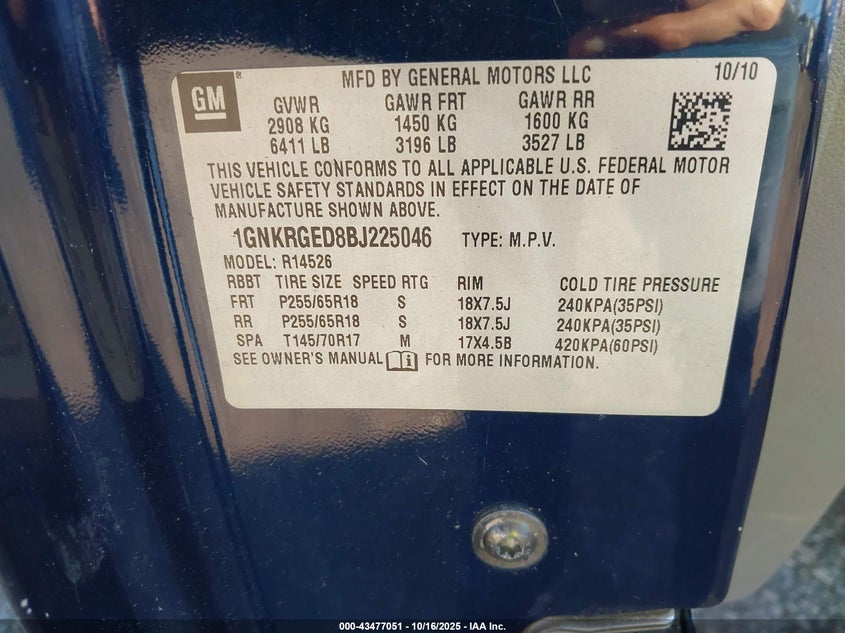 GM
®
MFD BY GENERAL MOTORS LLC 10/10
GVWR GAWR FRT GAWR RR
2908 KG 1450 KG 1600 KG
6411 LB 3196 LB 3527 LB
THIS VEHICLE CONFORMS TO ALL APPLICABLE U.S. FEDERAL MOTOR
VEHICLE SAFETY STANDARDS IN EFFECT ON THE DATE OF
MANUFACTURE SHOWN ABOVE.
1GNKRGED8BJ225046 TYPE: M.P.V.
MODEL: R14526
RBBT TIRE SIZE SPEED RTG RIM COLD TIRE PRESSURE
FRT P255/65R18 S 18X7.5J 240KPA(35PSI)
RR P255/65R18 S 18X7.5J 240KPA(35PSI)
SPA T145/70R17 M 17X4.5B 420KPA(60PSI)
SEE OWNER'S MANUAL FOR MORE INFORMATION.
000-43477051 - 10/16/2025 - IAA Inc.